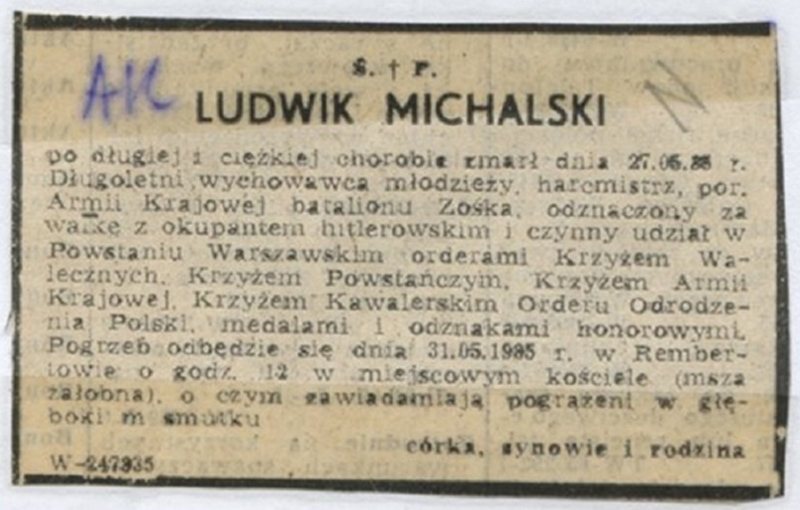 Ś. † P.
AK
N
LUDWIK MICHALSKI
po długiej i ciężkiej chorobie zmarł dnia 27.05.85 r.
Długoletni wychowawca młodzieży, harcmistrz, por.
Armii Krajowej batalionu Zośka, odznaczony za
walkę z okupantem hitlerowskim i czynny udział w
Powstaniu Warszawskim orderami Krzyżem Wa-
lecznych, Krzyżem Powstańczym, Krzyżem Armii
Krajowej, Krzyżem Kawalerskim Orderu Odrodze-
nia Polski, medalami i odznakami honorowymi.
Pogrzeb odbędzie się dnia 31.05.1985 r. w Rember-
towie o godz. 12 w miejscowym kościele (msza
żałobna), o czym zawiadamiają pogrążeni w głę-
boki m smutku
córka, synowie i rodzina
W-247335